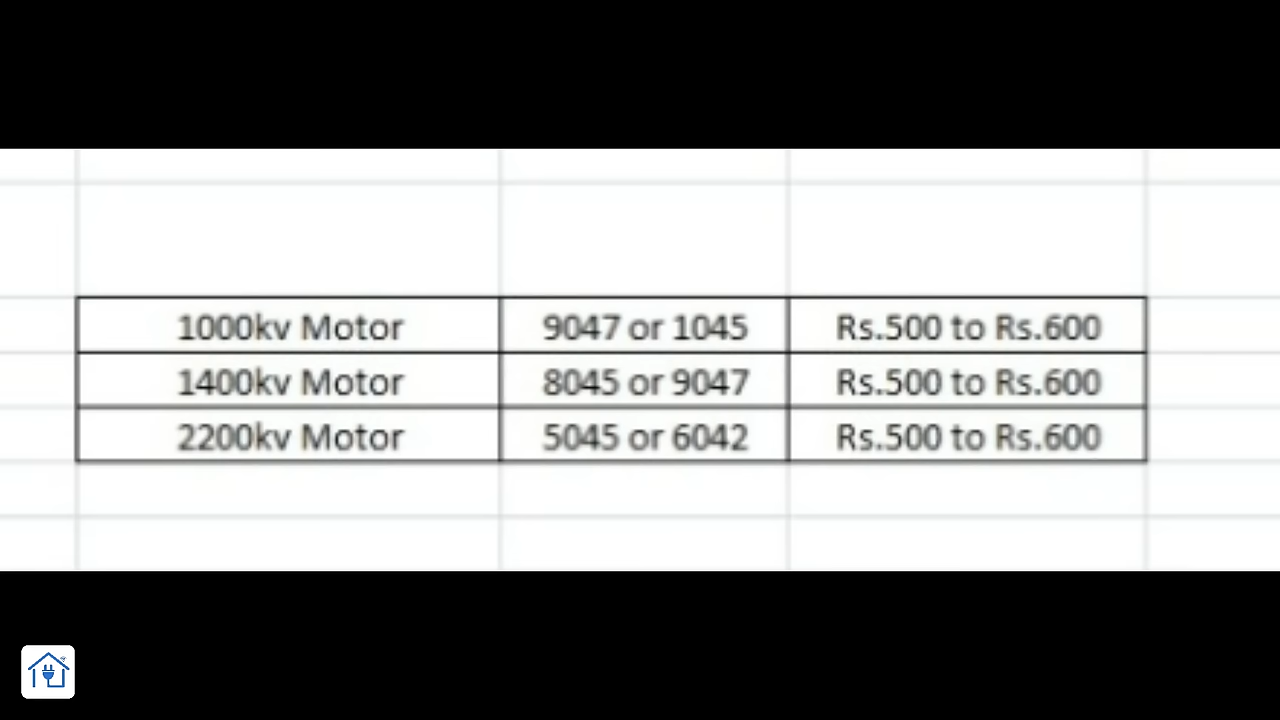 1000kv Motor 9047 or 1045 Rs.500 to Rs.600
1400kv Motor 8045 or 9047 Rs.500 to Rs.600
2200kv Motor 5045 or 6042 Rs.500 to Rs.600